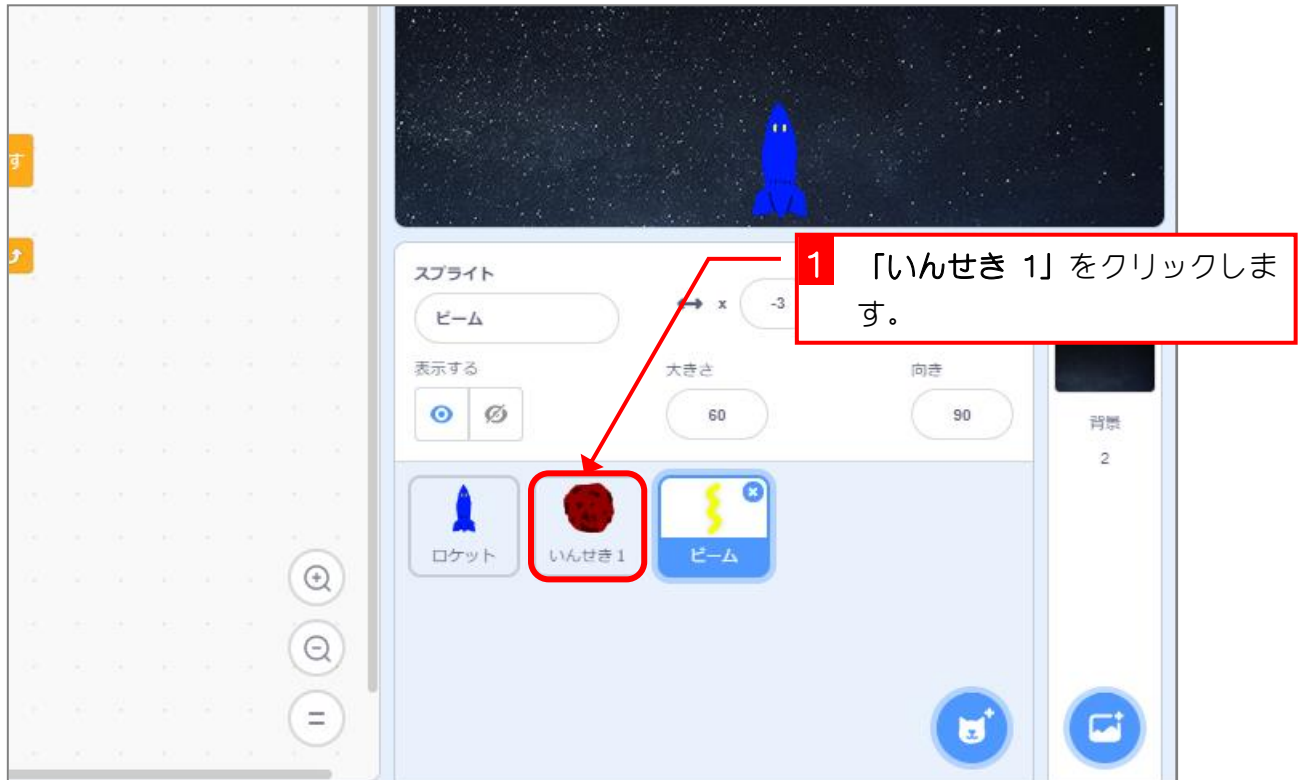 す
スプライト
ビーム
x
-3
1
「いんせき 1」をクリックしま
す。
表示する
大きさ
向き
60
90
背景
2
ロケット
いんせき 1
ビーム